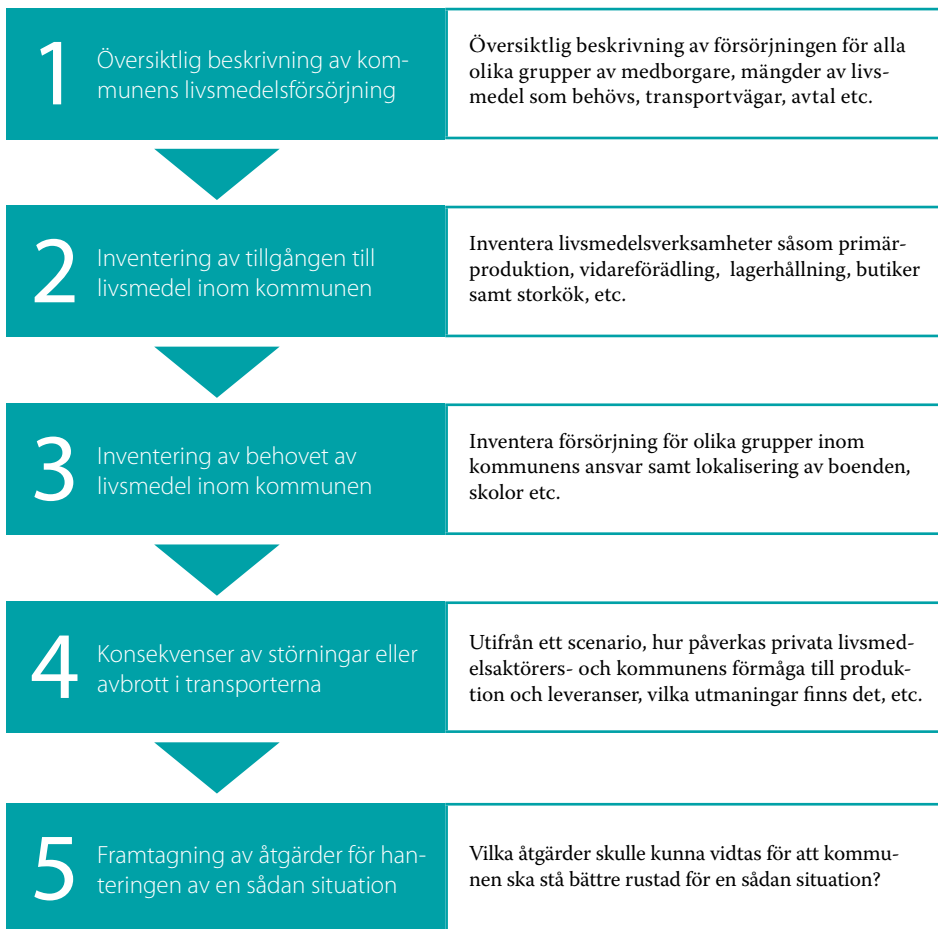 1
Översiktlig beskrivning av kom-
munens livsmedelsförsörjning
Översiktlig beskrivning av försörjningen för alla
olika grupper av medborgare, mängder av livs-
medel som behövs, transportvägar, avtal etc.
2
Inventering av tillgången till
livsmedel inom kommunen
Inventera livsmedelsverksamheter såsom primär-
produktion, vidareförädling, lagerhållning, butiker
samt storkök, etc.
3
Inventering av behovet av
livsmedel inom kommunen
Inventera försörjning för olika grupper inom
kommunens ansvar samt lokalisering av boenden,
skolor etc.
4
Konsekvenser av störningar eller
avbrott i transporterna
Utifrån ett scenario, hur påverkas privata livsmed-
elsaktörers- och kommunens förmåga till produk-
tion och leveranser, vilka utmaningar finns det, etc.
5
Framtagning av åtgärder för han-
teringen av en sådan situation
Vilka åtgärder skulle kunna vidtas för att kommu-
nen ska stå bättre rustad för en sådan situation?